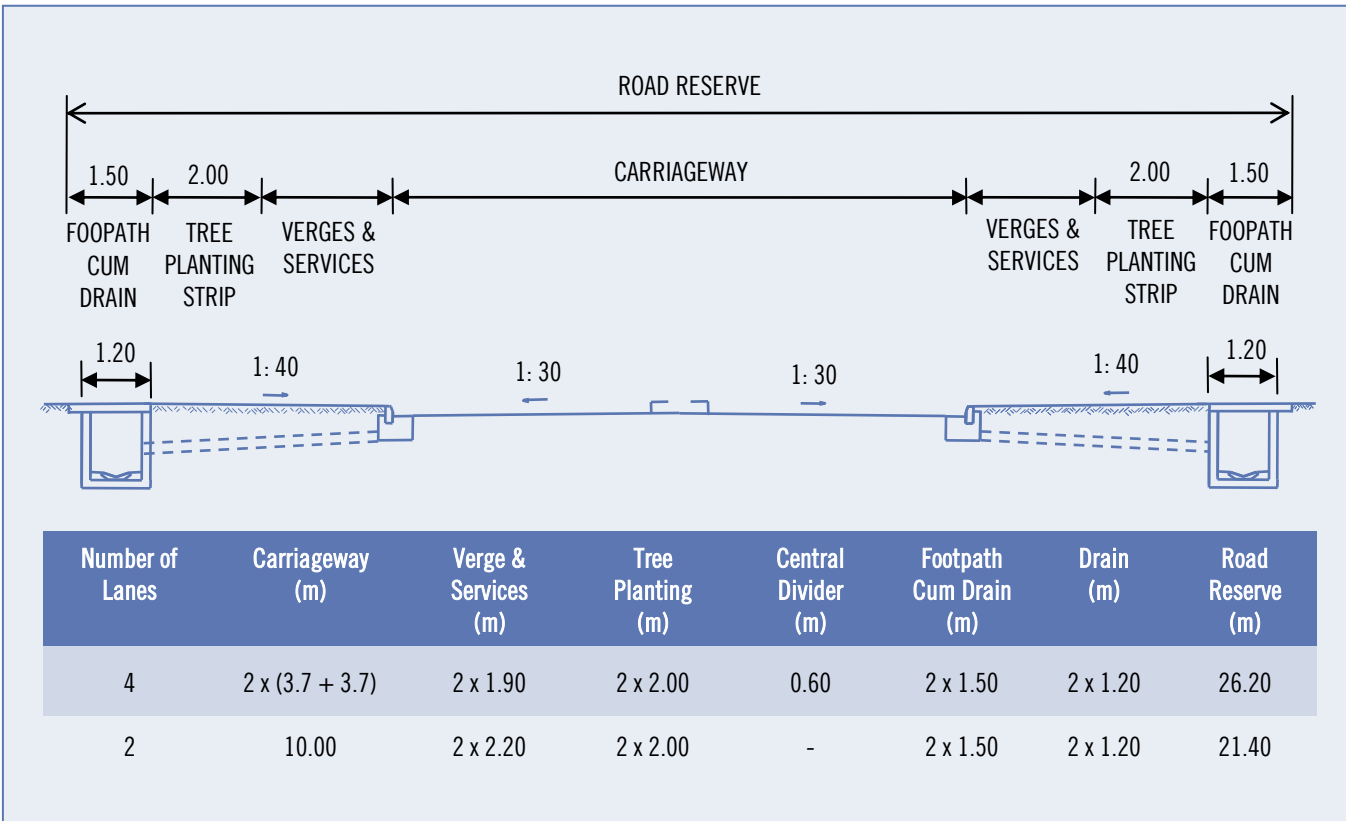 ROAD RESERVE
1.50 2.00 CARRIAGEWAY 2.00 1.50
FOOPATH CUM DRAIN
TREE PLANTING STRIP
VERGES & SERVICES
VERGES & SERVICES
TREE PLANTING STRIP
FOOPATH CUM DRAIN
1.20 1: 40 1: 30 1: 30 1: 40 1.20
Number of Lanes Carriageway (m) Verge & Services (m) Tree Planting (m) Central Divider (m) Footpath Cum Drain (m) Drain (m) Road Reserve (m)
4 2 x (3.7 + 3.7) 2 x 1.90 2 x 2.00 0.60 2 x 1.50 2 x 1.20 26.20
2 10.00 2 x 2.20 2 x 2.00 - 2 x 1.50 2 x 1.20 21.40